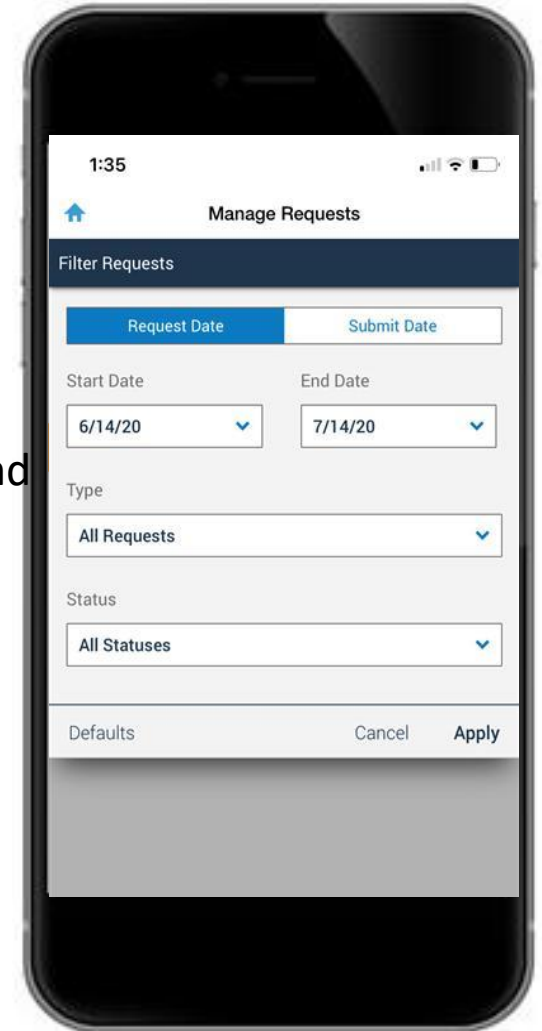 1:35
Manage Requests
Filter Requests
Request Date Submit Date
Start Date End Date
6/14/20 7/14/20
nd
Type
All Requests
Status
All Statuses
Defaults Cancel Apply